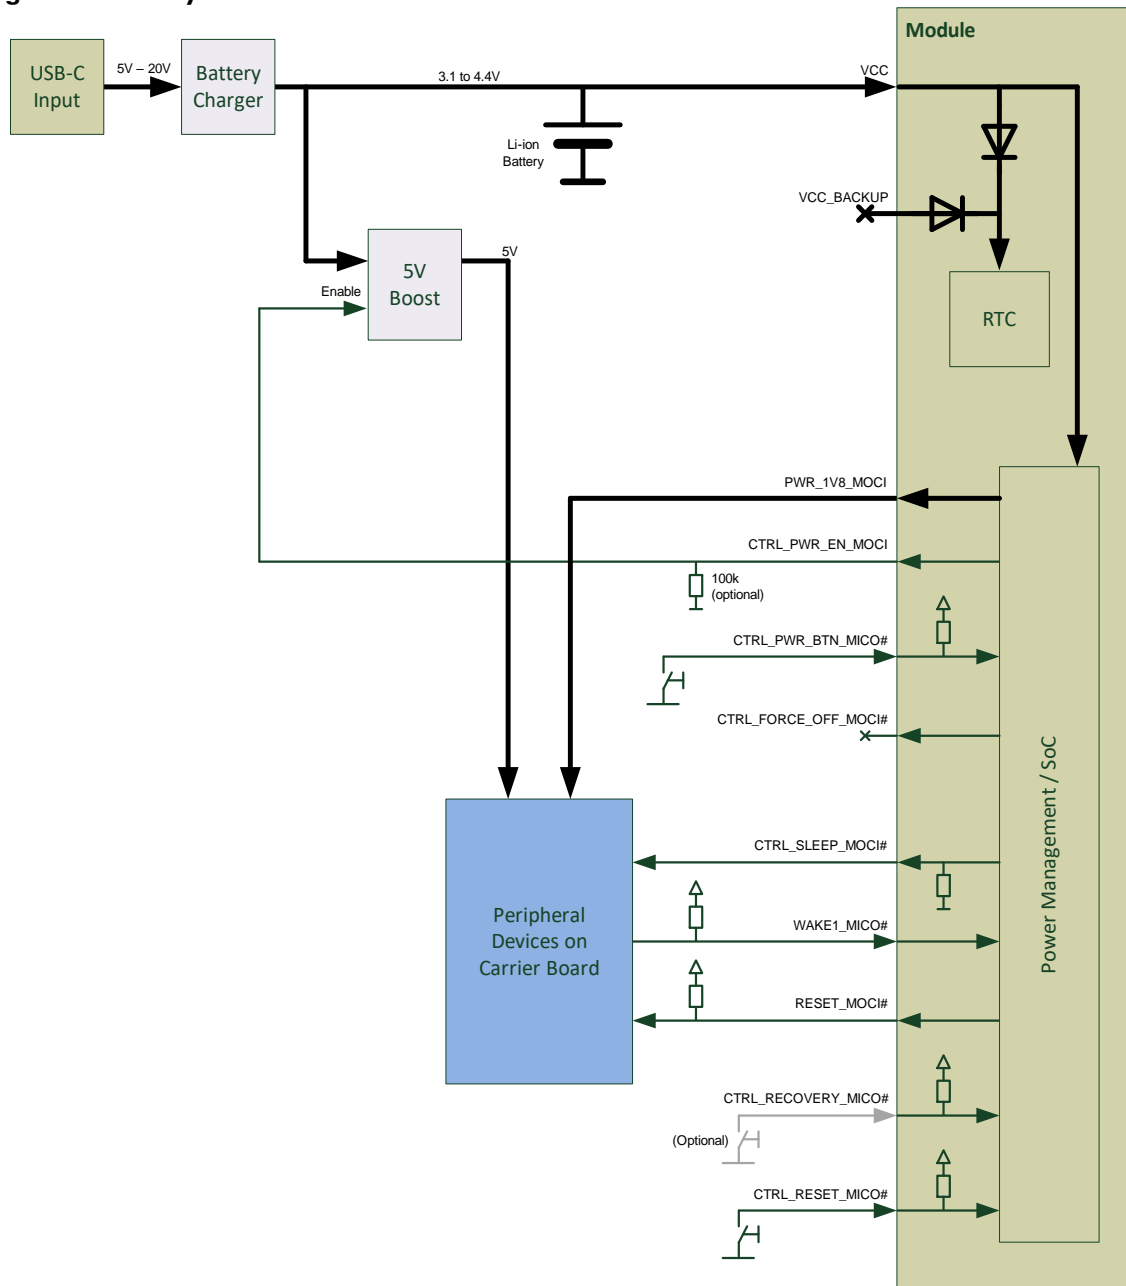 Module
USB-C
Input
5V – 20V
Battery
Charger
3.1 to 4.4V
VCC
Li-ion
Battery
VCC_BACKUP
5V
5V
Boost
Enable
RTC
PWR_1V8_MOCI
CTRL_PWR_EN_MOCI
100k
(optional)
CTRL_PWR_BTN_MICO#
CTRL_FORCE_OFF_MOCI#
Power Management / SoC
CTRL_SLEEP_MOCI#
Peripheral
Devices on
Carrier Board
WAKE1_MICO#
RESET_MOCI#
CTRL_RECOVERY_MICO#
(Optional)
CTRL_RESET_MICO#